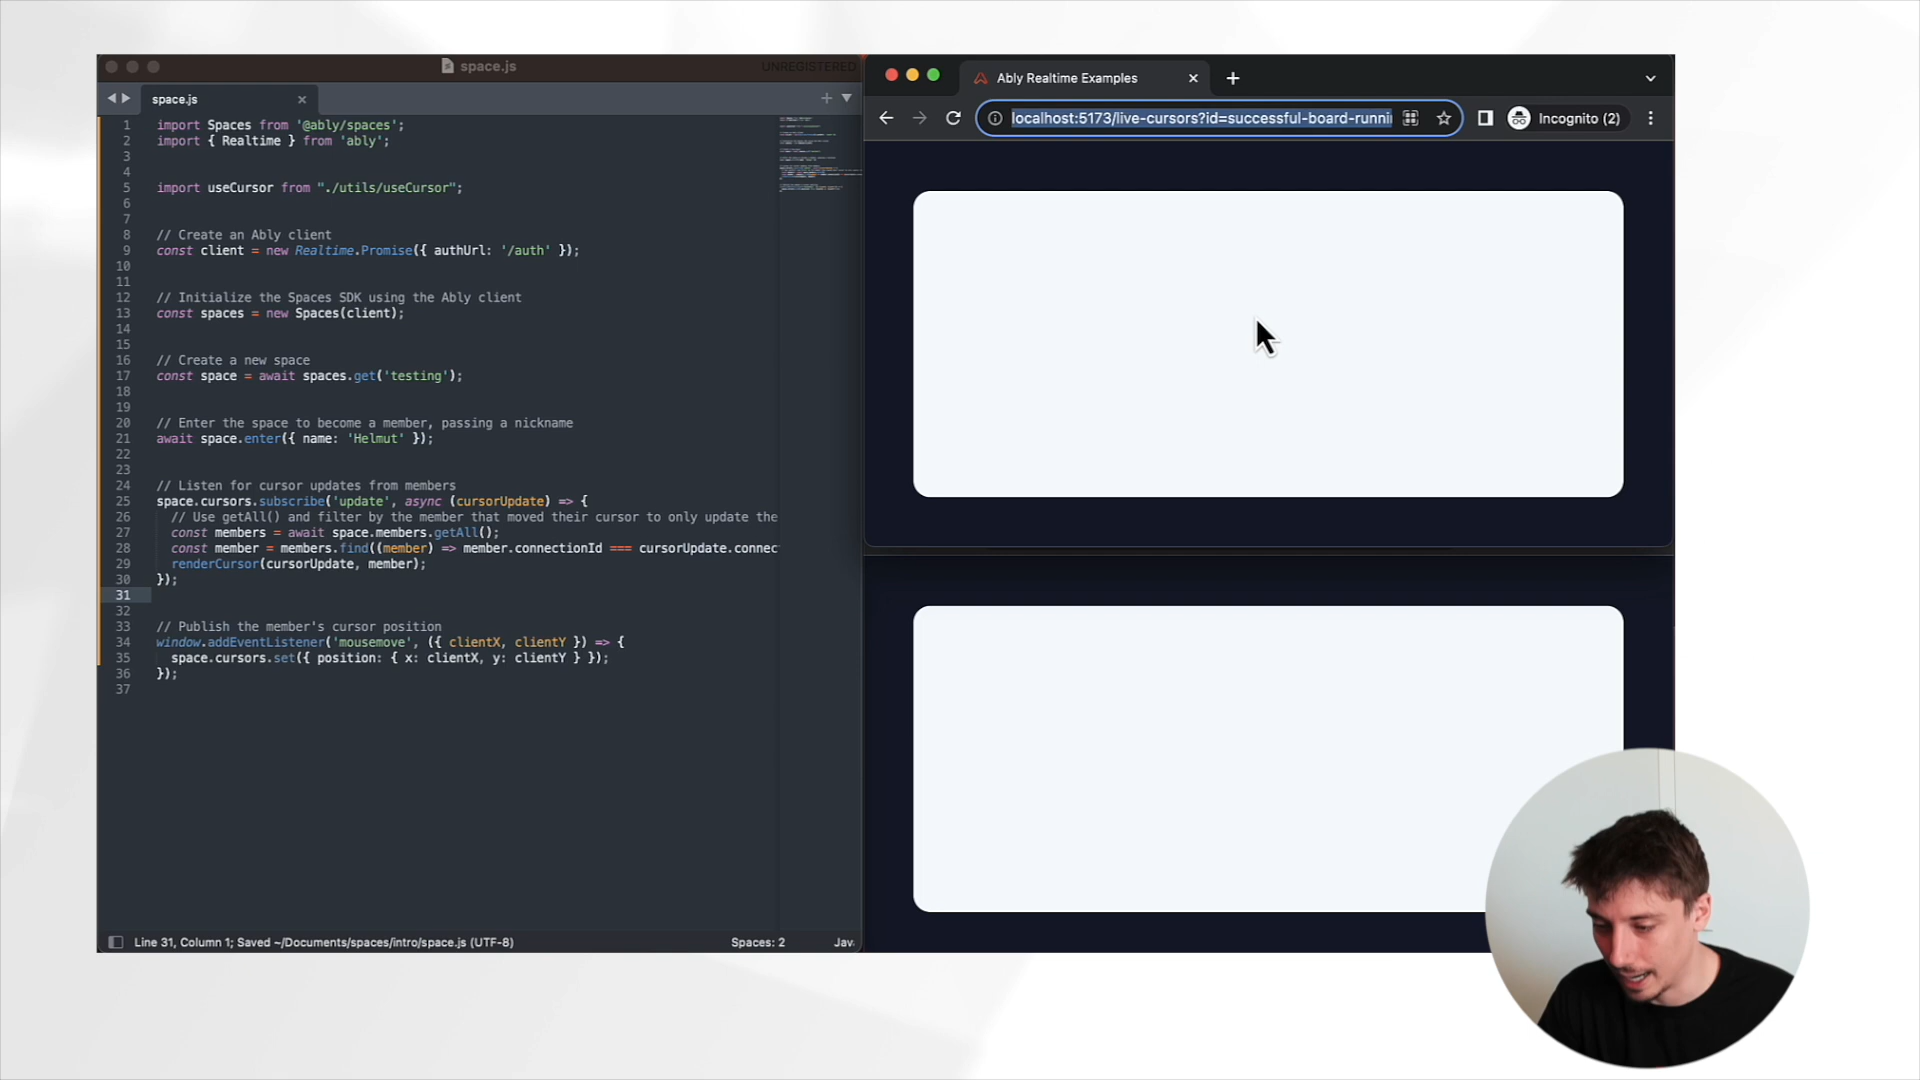 space.js
UNREGISTERED
space.js
1 import Spaces from '@ably/spaces';
2 import { Realtime } from 'ably';
3
4
5 import useCursor from "./utils/useCursor";
6
7
8 // Create an Ably client
9 const client = new Realtime.Promise({ authUrl: '/auth' });
10
11
12 // Initialize the Spaces SDK using the Ably client
13 const spaces = new Spaces(client);
14
15
16 // Create a new space
17 const space = await spaces.get('testing');
18
19
20 // Enter the space to become a member, passing a nickname
21 await space.enter({ name: 'Helmut' });
22
23
24 // Listen for cursor updates from members
25 space.cursors.subscribe('update', async (cursorUpdate) => {
26 // Use getAll() and filter by the member that moved their cursor to only update the
27 const members = await space.members.getAll();
28 const member = members.find((member) => member.connectionId === cursorUpdate.connec
29 renderCursor(cursorUpdate, member);
30 });
31
32
33 // Publish the member's cursor position
34 window.addEventListener('mousemove', ({ clientX, clientY }) => {
35 space.cursors.set({ position: { x: clientX, y: clientY } });
36 });
37
Line 31, Column 1; Saved ~/Documents/spaces/intro/space.js (UTF-8)
Spaces: 2
Jav
Ably Realtime Examples
localhost:5173/live-cursors?id=successful-board-runni
Incognito (2)